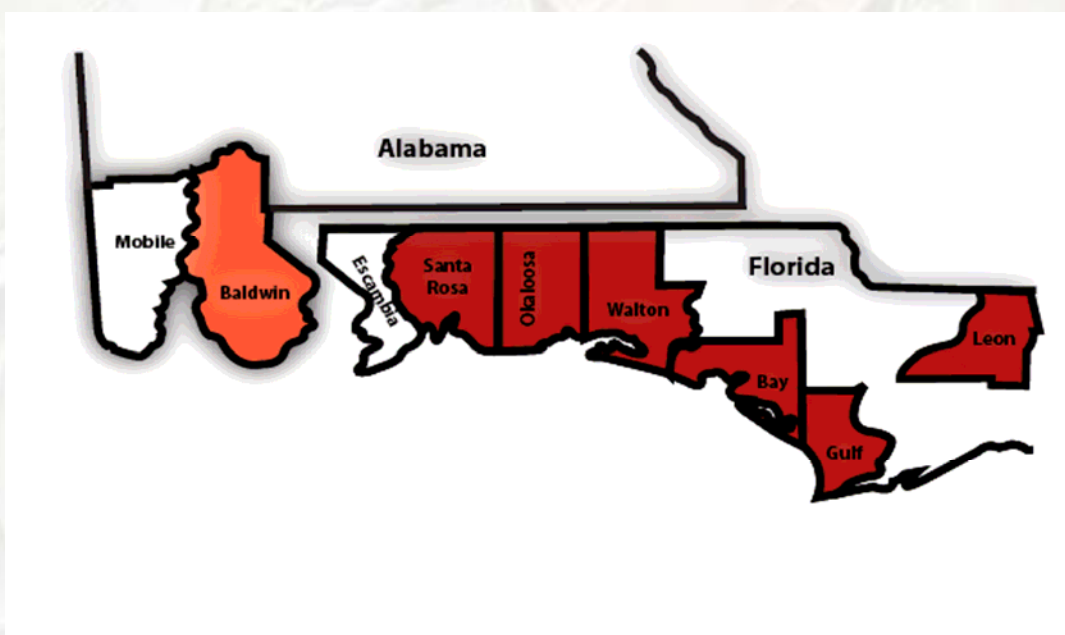 Alabama
Mobile
Baldwin
Escambia
Santa
Rosa
Okaloosa
Walton
Florida
Leon
Bay
Gulf